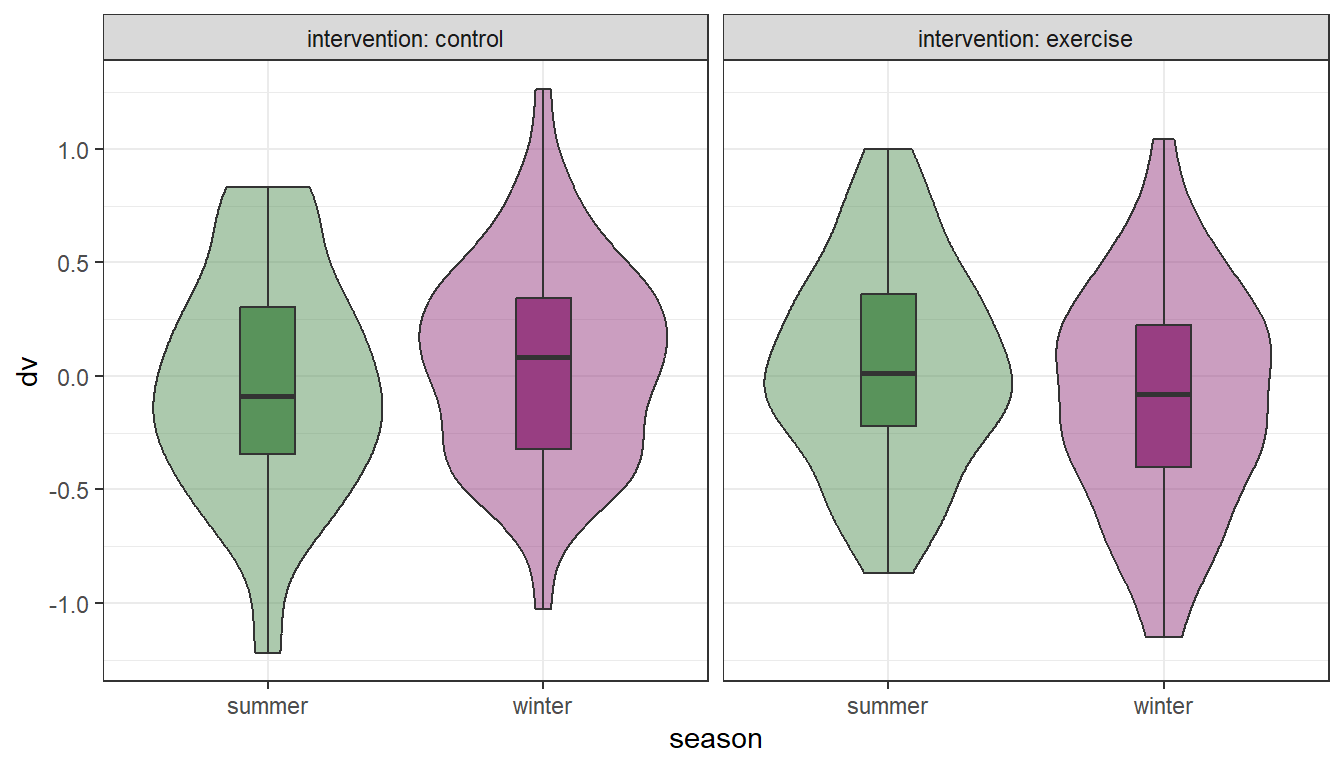 intervention: control
intervention: exercise
dv
1.0
0.5
0.0
-0.5
-1.0
summer
winter
summer
winter
season